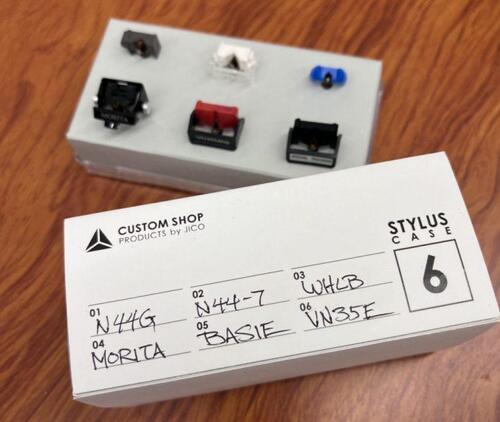 MORITA
CUSTOM SHOP
PRODUCTS by JICO
STYLUS
CASE
6
01 N44G
02 N44-7
03 WHLB
04 MORITA
05 BASIE
06 VN35E